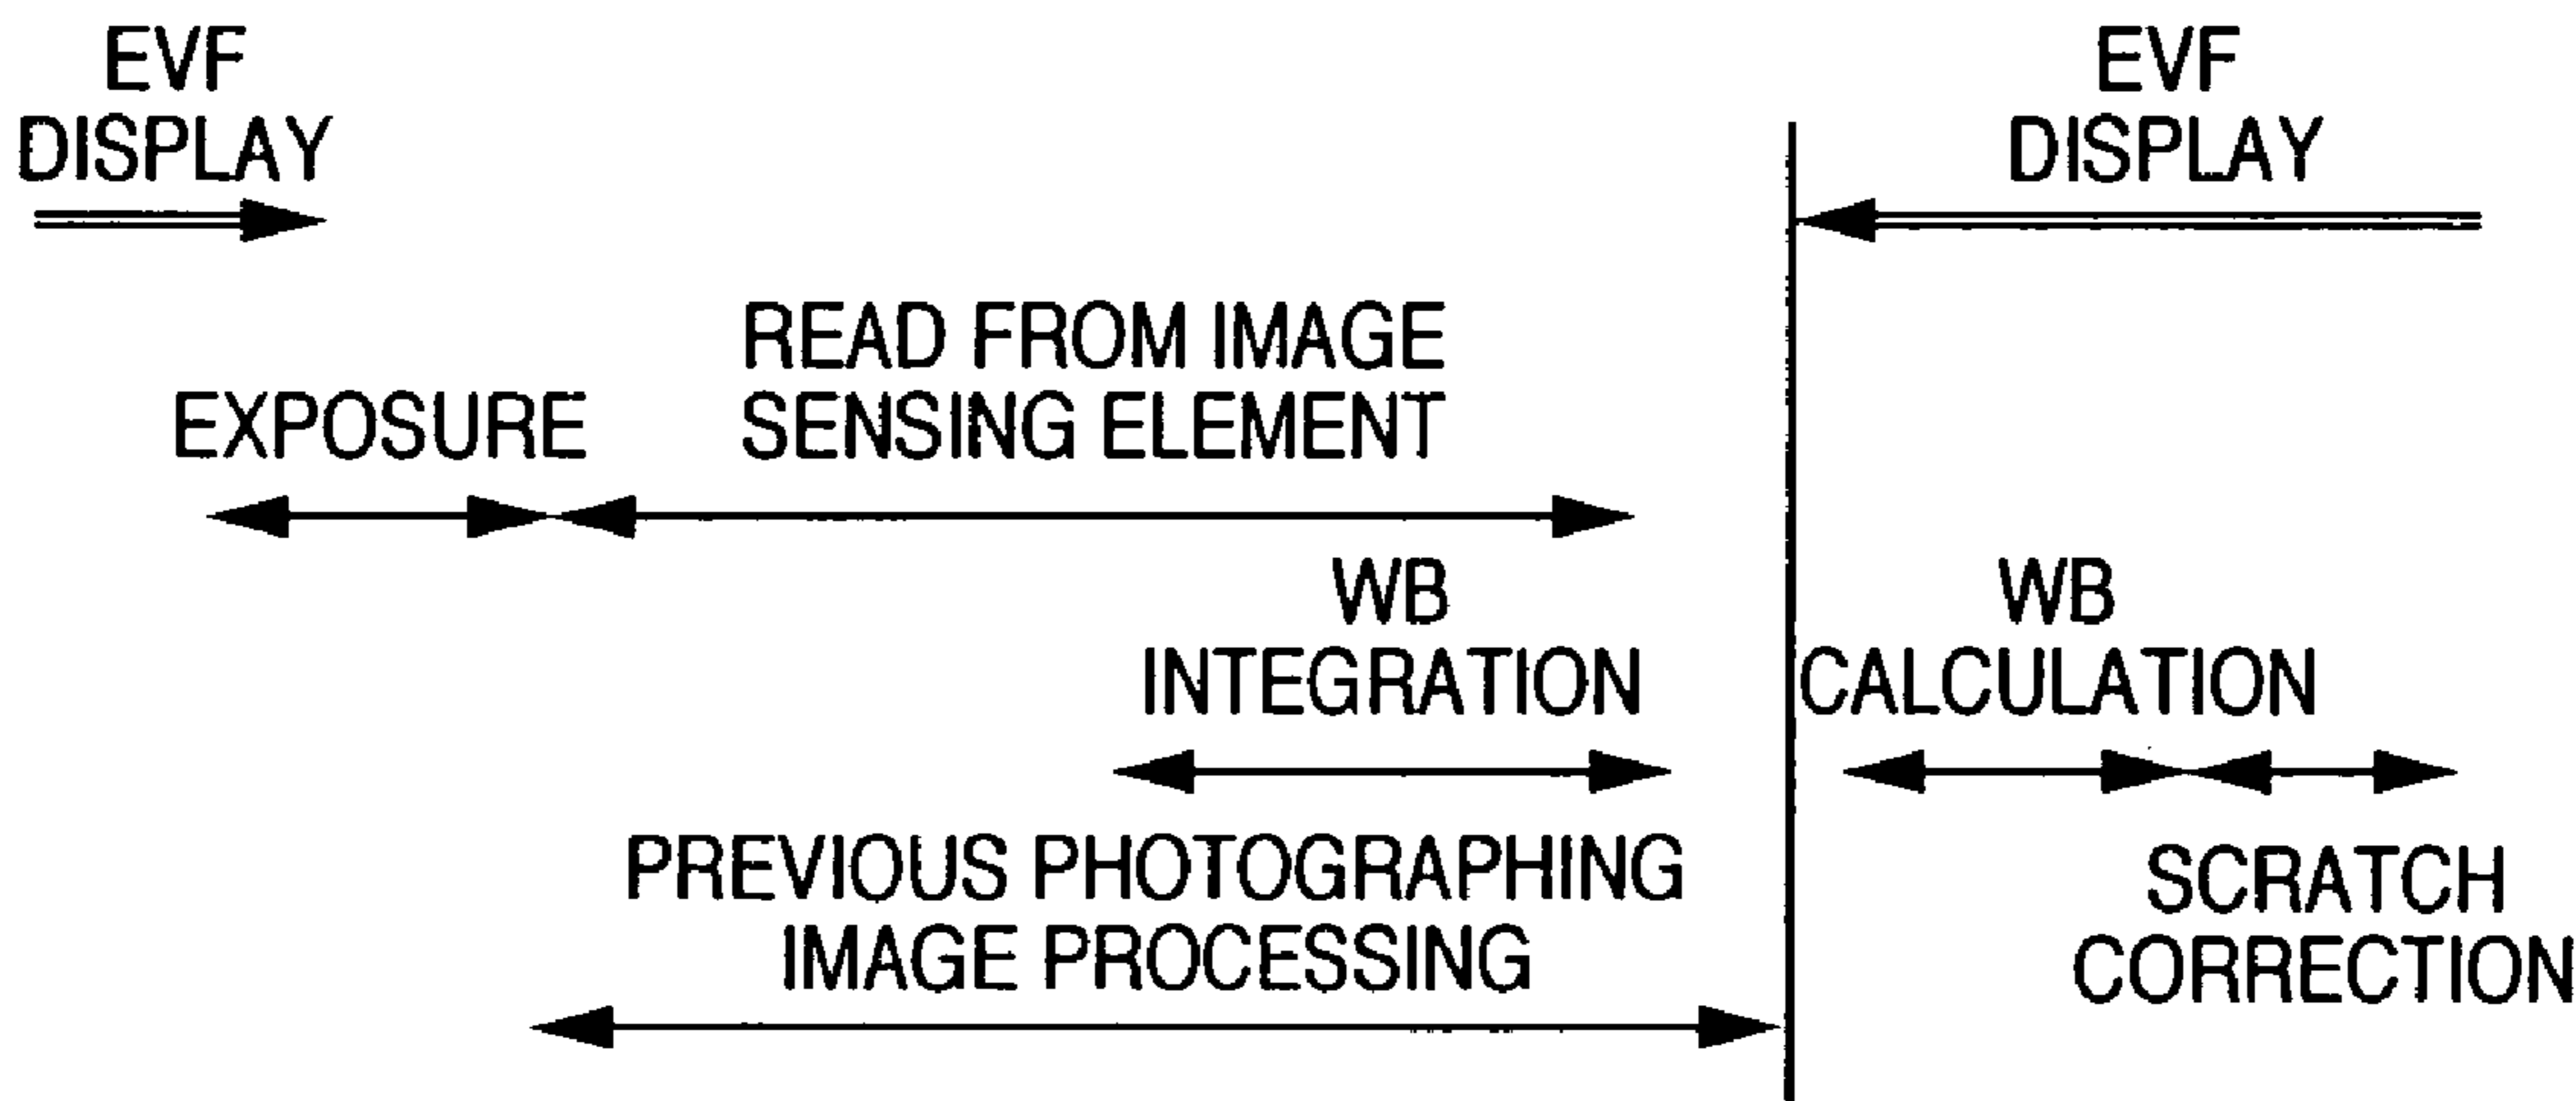 EVF
DISPLAY
EVF
DISPLAY
READ FROM IMAGE
SENSING ELEMENT
EXPOSURE
WB
INTEGRATION
WB
CALCULATION
PREVIOUS PHOTOGRAPHING
IMAGE PROCESSING
SCRATCH
CORRECTION